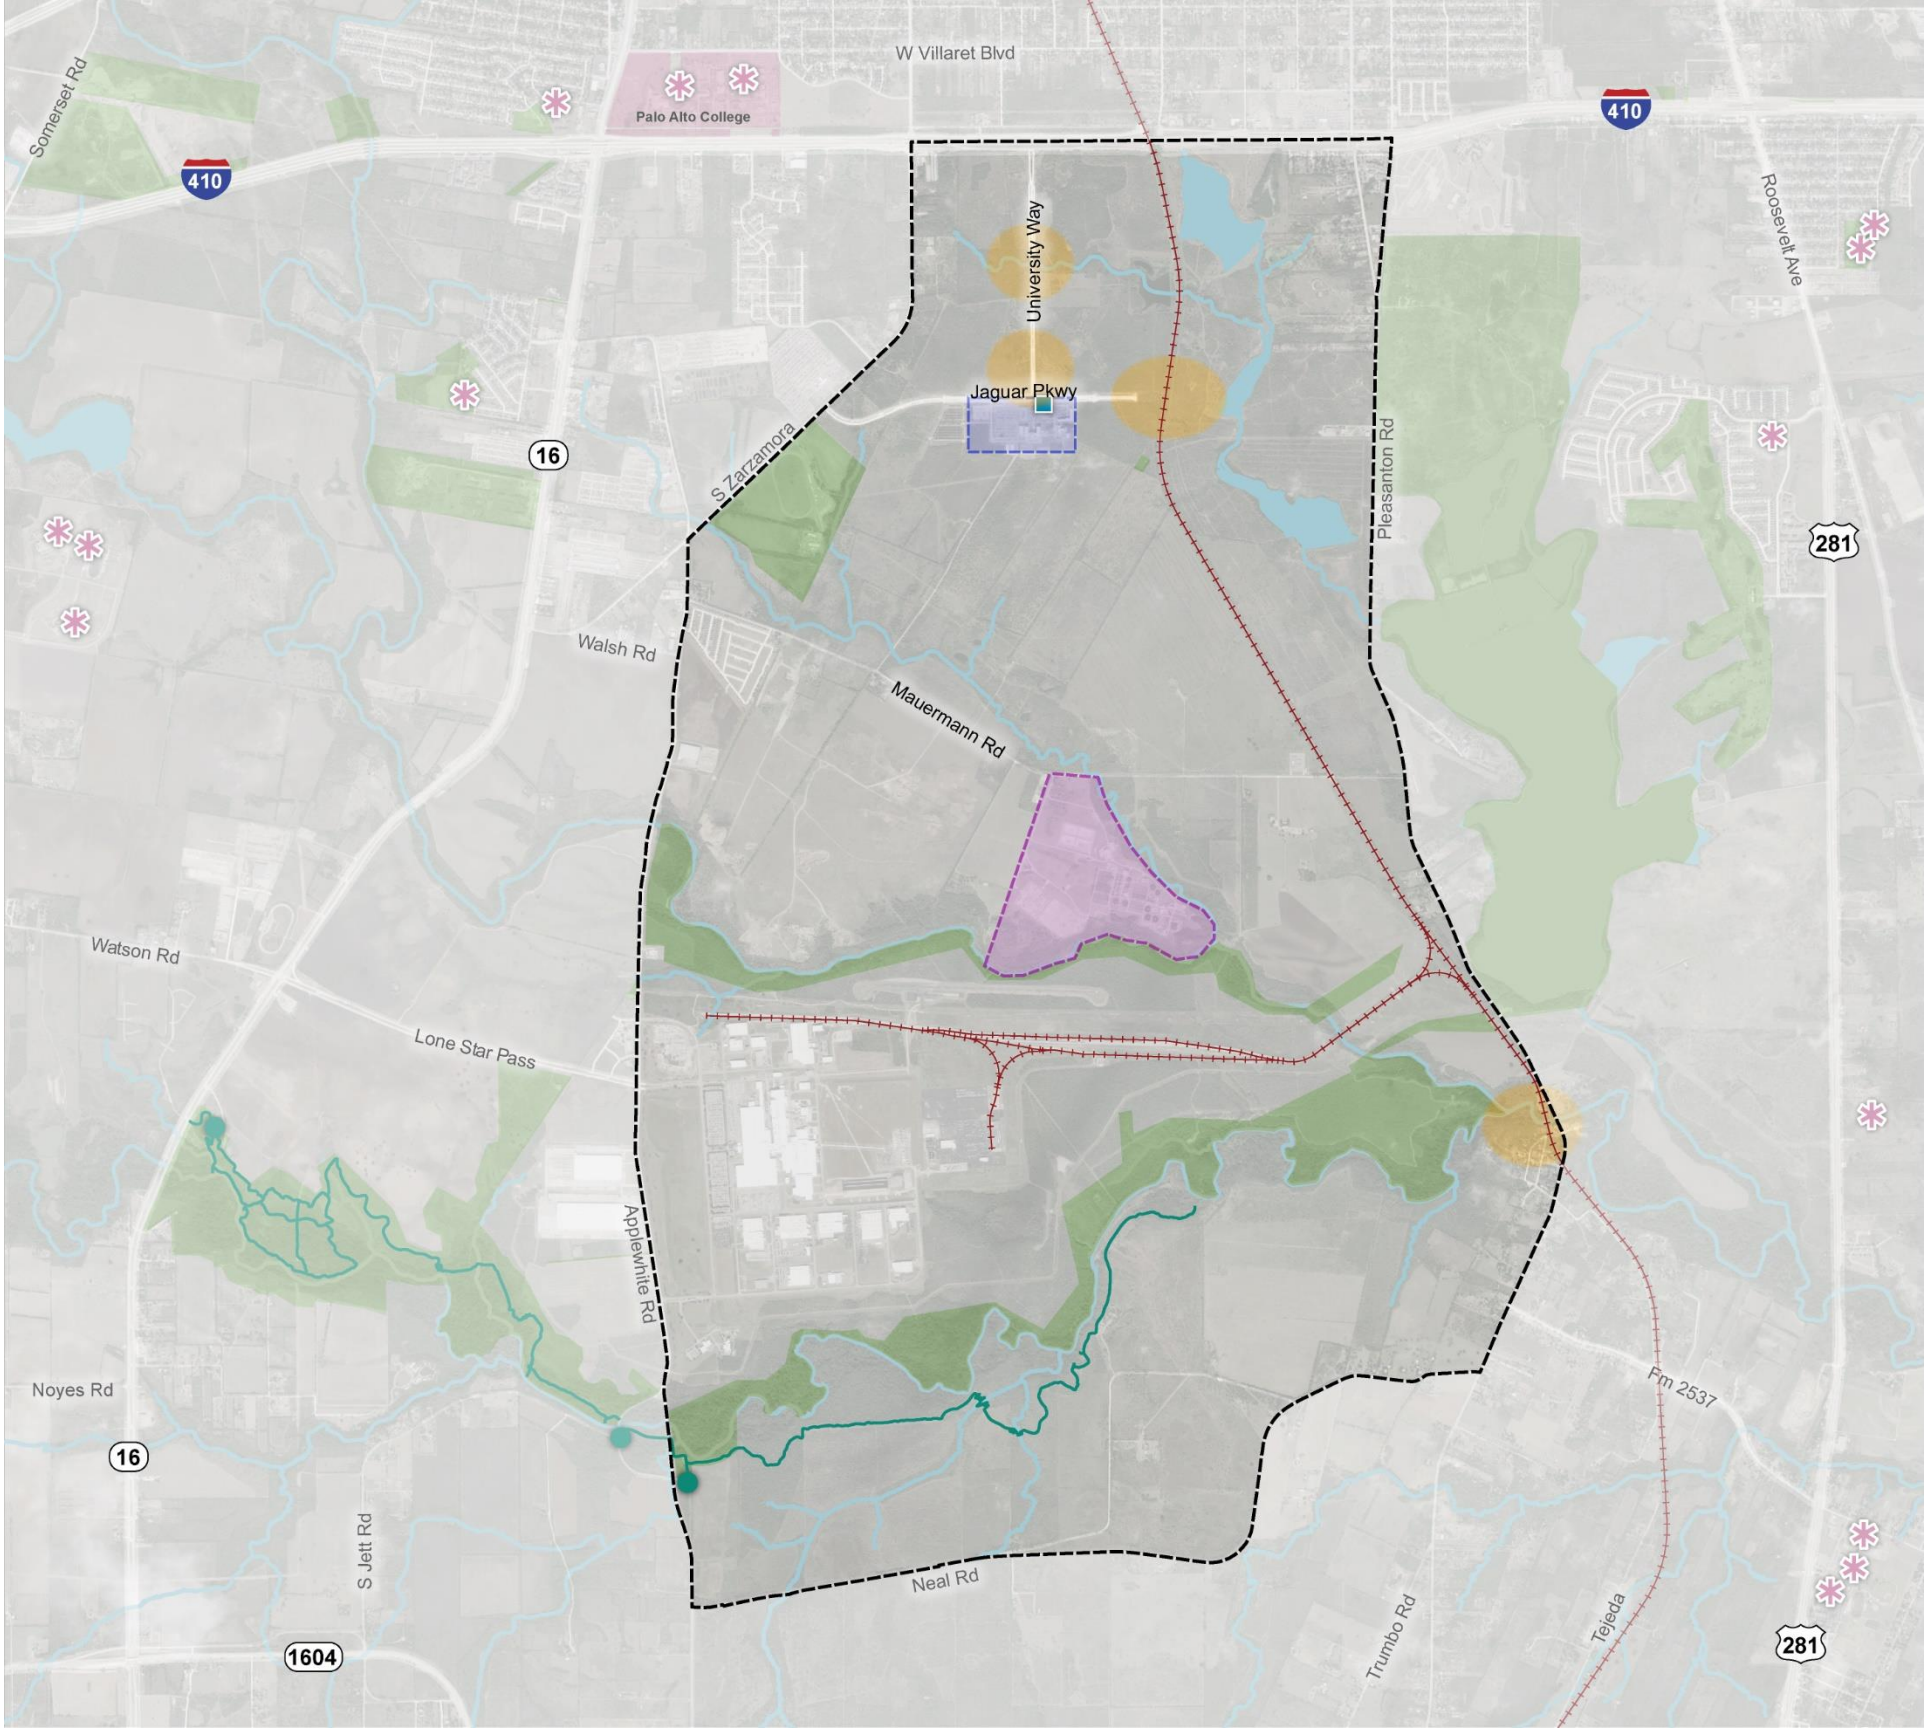 W Villaret Blvd
Somerset Rd
Palo Alto College
410
410
Roosevelt Ave
University Way
Jaguar Pkwy
16
S Zarzamora
Pleasanton Rd
281
Walsh Rd
Mauermann Rd
Watson Rd
Lone Star Pass
Applewhite Rd
Noyes Rd
Fm 2537
16
S Jett Rd
Neal Rd
Trumbo Rd
Tejeda
1604
281